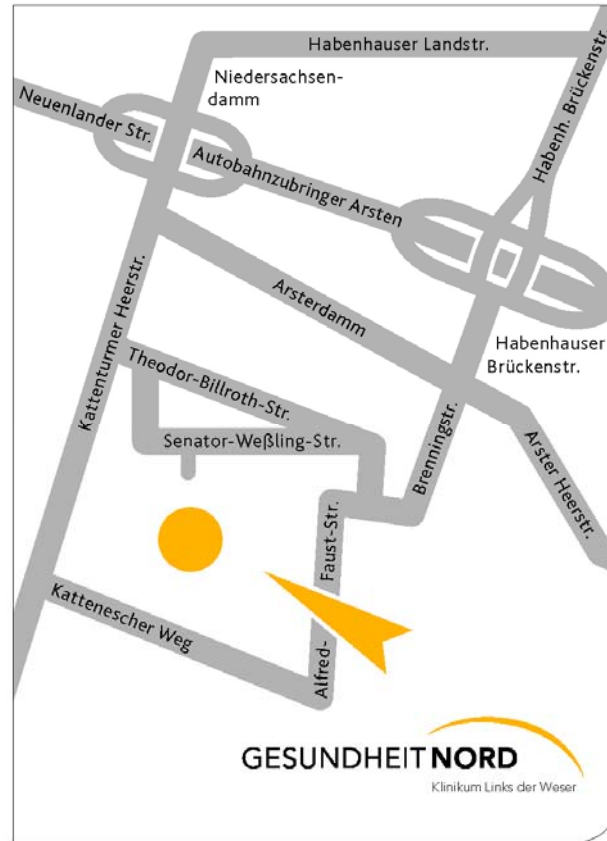 Habenhauser Landstr.
Niedersachsen-
damm
Habenh. Brückenstr.
Neuenlander Str.
Autobahnzubringer Arsten
Kattenturmer Heerstr.
Arsterdamm
Habenhauser
Brückenstr.
Theodor-Billroth-Str.
Senator-Weßling-Str.
Brenningstr.
Arster Heerstr.
Alfred-Faust-Str.
Kattenescher Weg
GESUNDHEITNORD
Klinikum Links der Weser